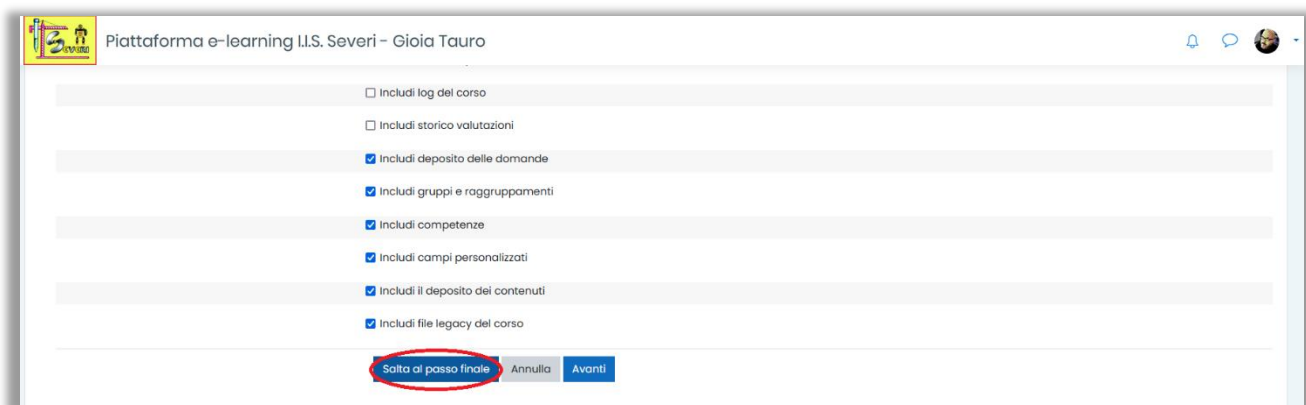 Severi
Piattaforma e-learning I.I.S. Severi - Gioia Tauro
Includi log del corso
Includi storico valutazioni
Includi deposito delle domande
Includi gruppi e raggruppamenti
Includi competenze
Includi campi personalizzati
Includi il deposito dei contenuti
Includi file legacy del corso
Salta al passo finale Annulla Avanti